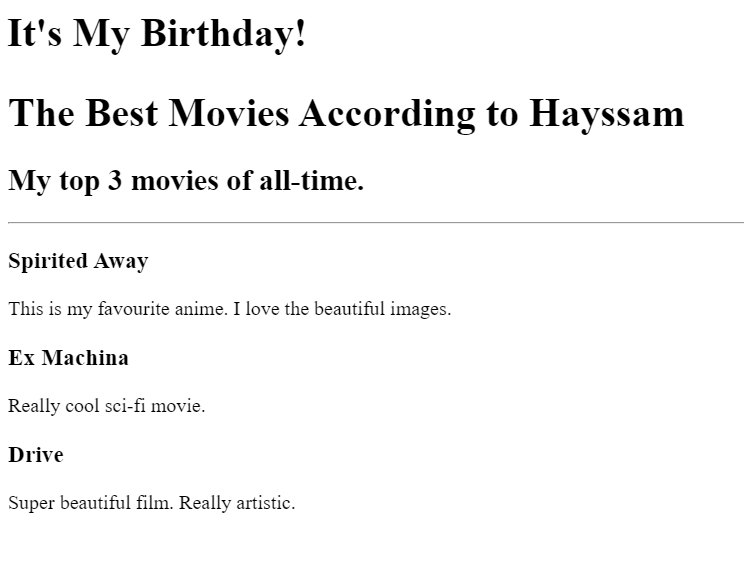 It's My Birthday!
The Best Movies According to Hayssam
My top 3 movies of all-time.
Spirited Away
This is my favourite anime. I love the beautiful images.
Ex Machina
Really cool sci-fi movie.
Drive
Super beautiful film. Really artistic.